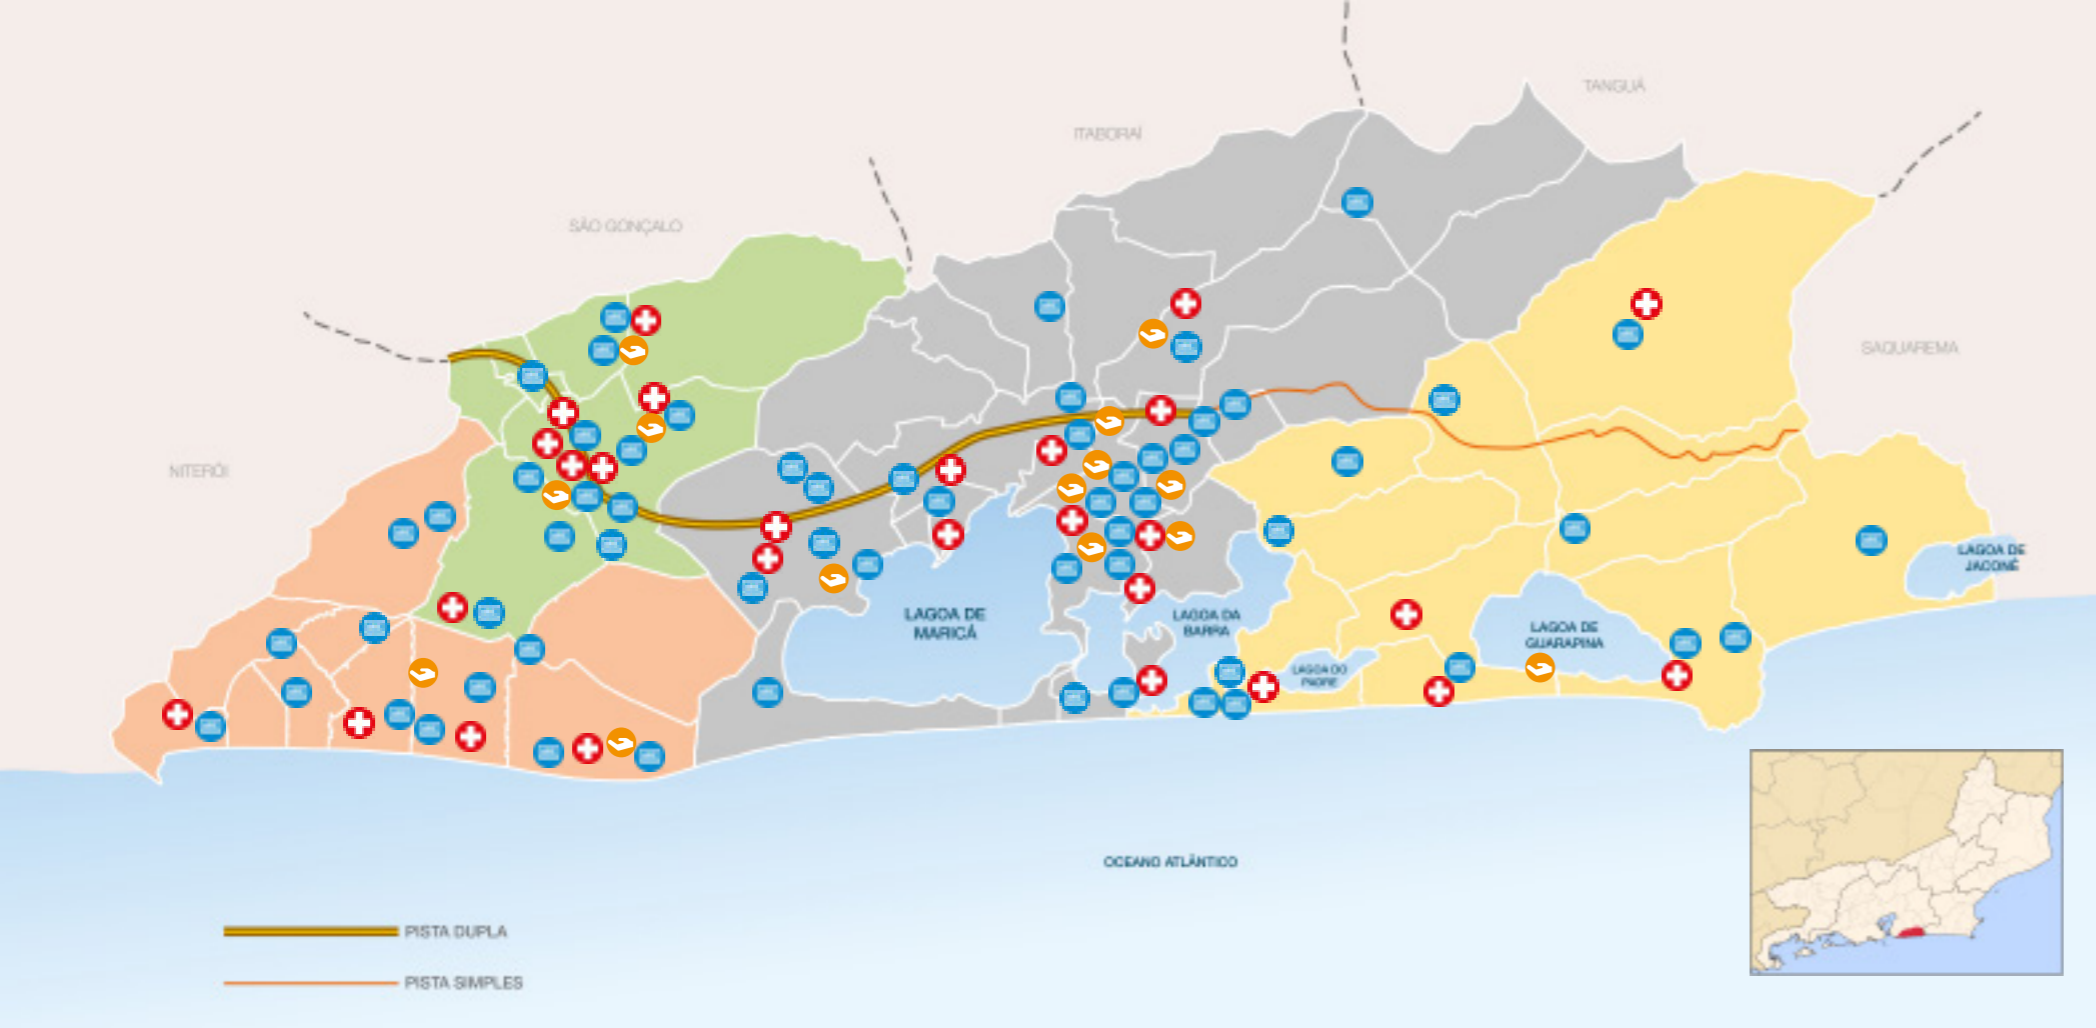 TANGUÁ
ITABORAÍ
SÃO GONÇALO
SAQUAREMA
NITERÓI
LAGOA DE
JACONÉ
LAGOA DE
MARICÁ
LAGOA DA
BARRA
LAGOA DE
GUARAPINA
LAGOA DO
PADRE
OCEANO ATLÂNTICO
PISTA DUPLA
PISTA SIMPLES